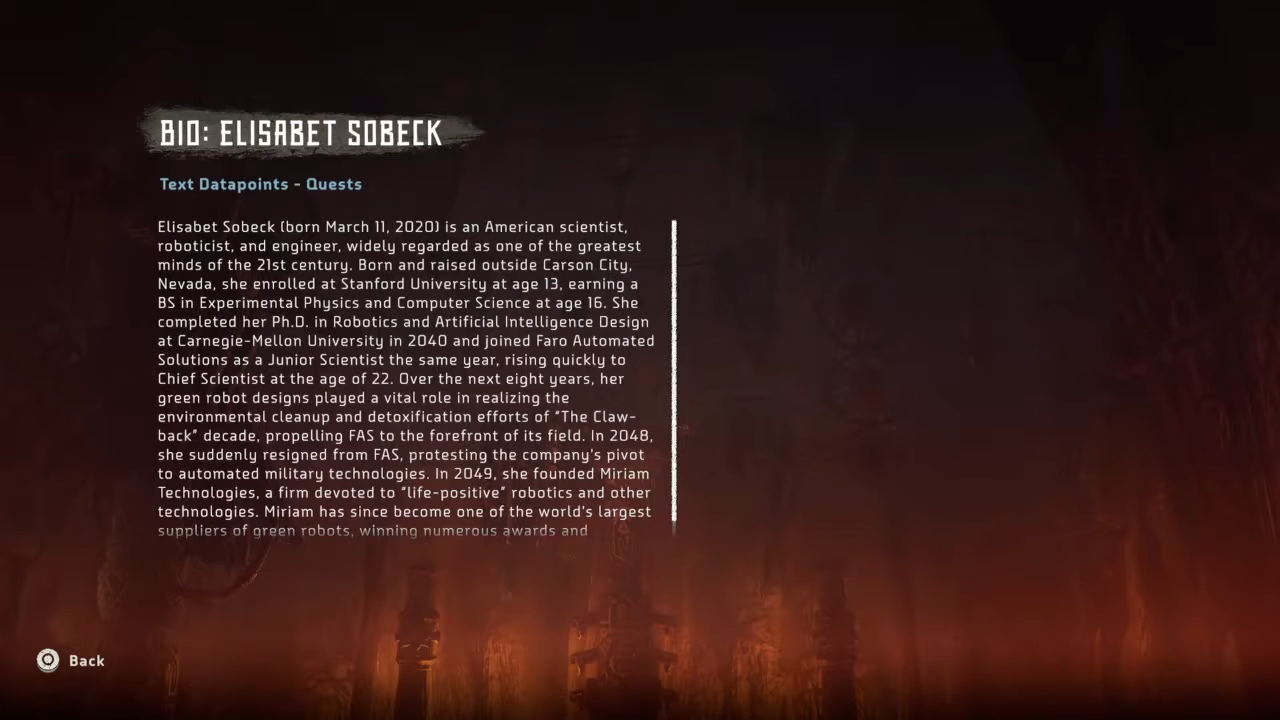 BIO: ELISABET SOBECK
Text Datapoints - Quests
Elisabet Sobeck (born March 11, 2020) is an American scientist,
roboticist, and engineer, widely regarded as one of the greatest
minds of the 21st century. Born and raised outside Carson City,
Nevada, she enrolled at Stanford University at age 13, earning a
BS in Experimental Physics and Computer Science at age 16. She
completed her Ph.D. in Robotics and Artificial Intelligence Design
at Carnegie-Mellon University in 2040 and joined Faro Automated
Solutions as a Junior Scientist the same year, rising quickly to
Chief Scientist at the age of 22. Over the next eight years, her
green robot designs played a vital role in realizing the
environmental cleanup and detoxification efforts of "The Claw-
back" decade, propelling FAS to the forefront of its field. In 2048,
she suddenly resigned from FAS, protesting the company's pivot
to automated military technologies. In 2049, she founded Miriam
Technologies, a firm devoted to "life-positive" robotics and other
technologies. Miriam has since become one of the world's largest
suppliers of green robots, winning numerous awards and
Back